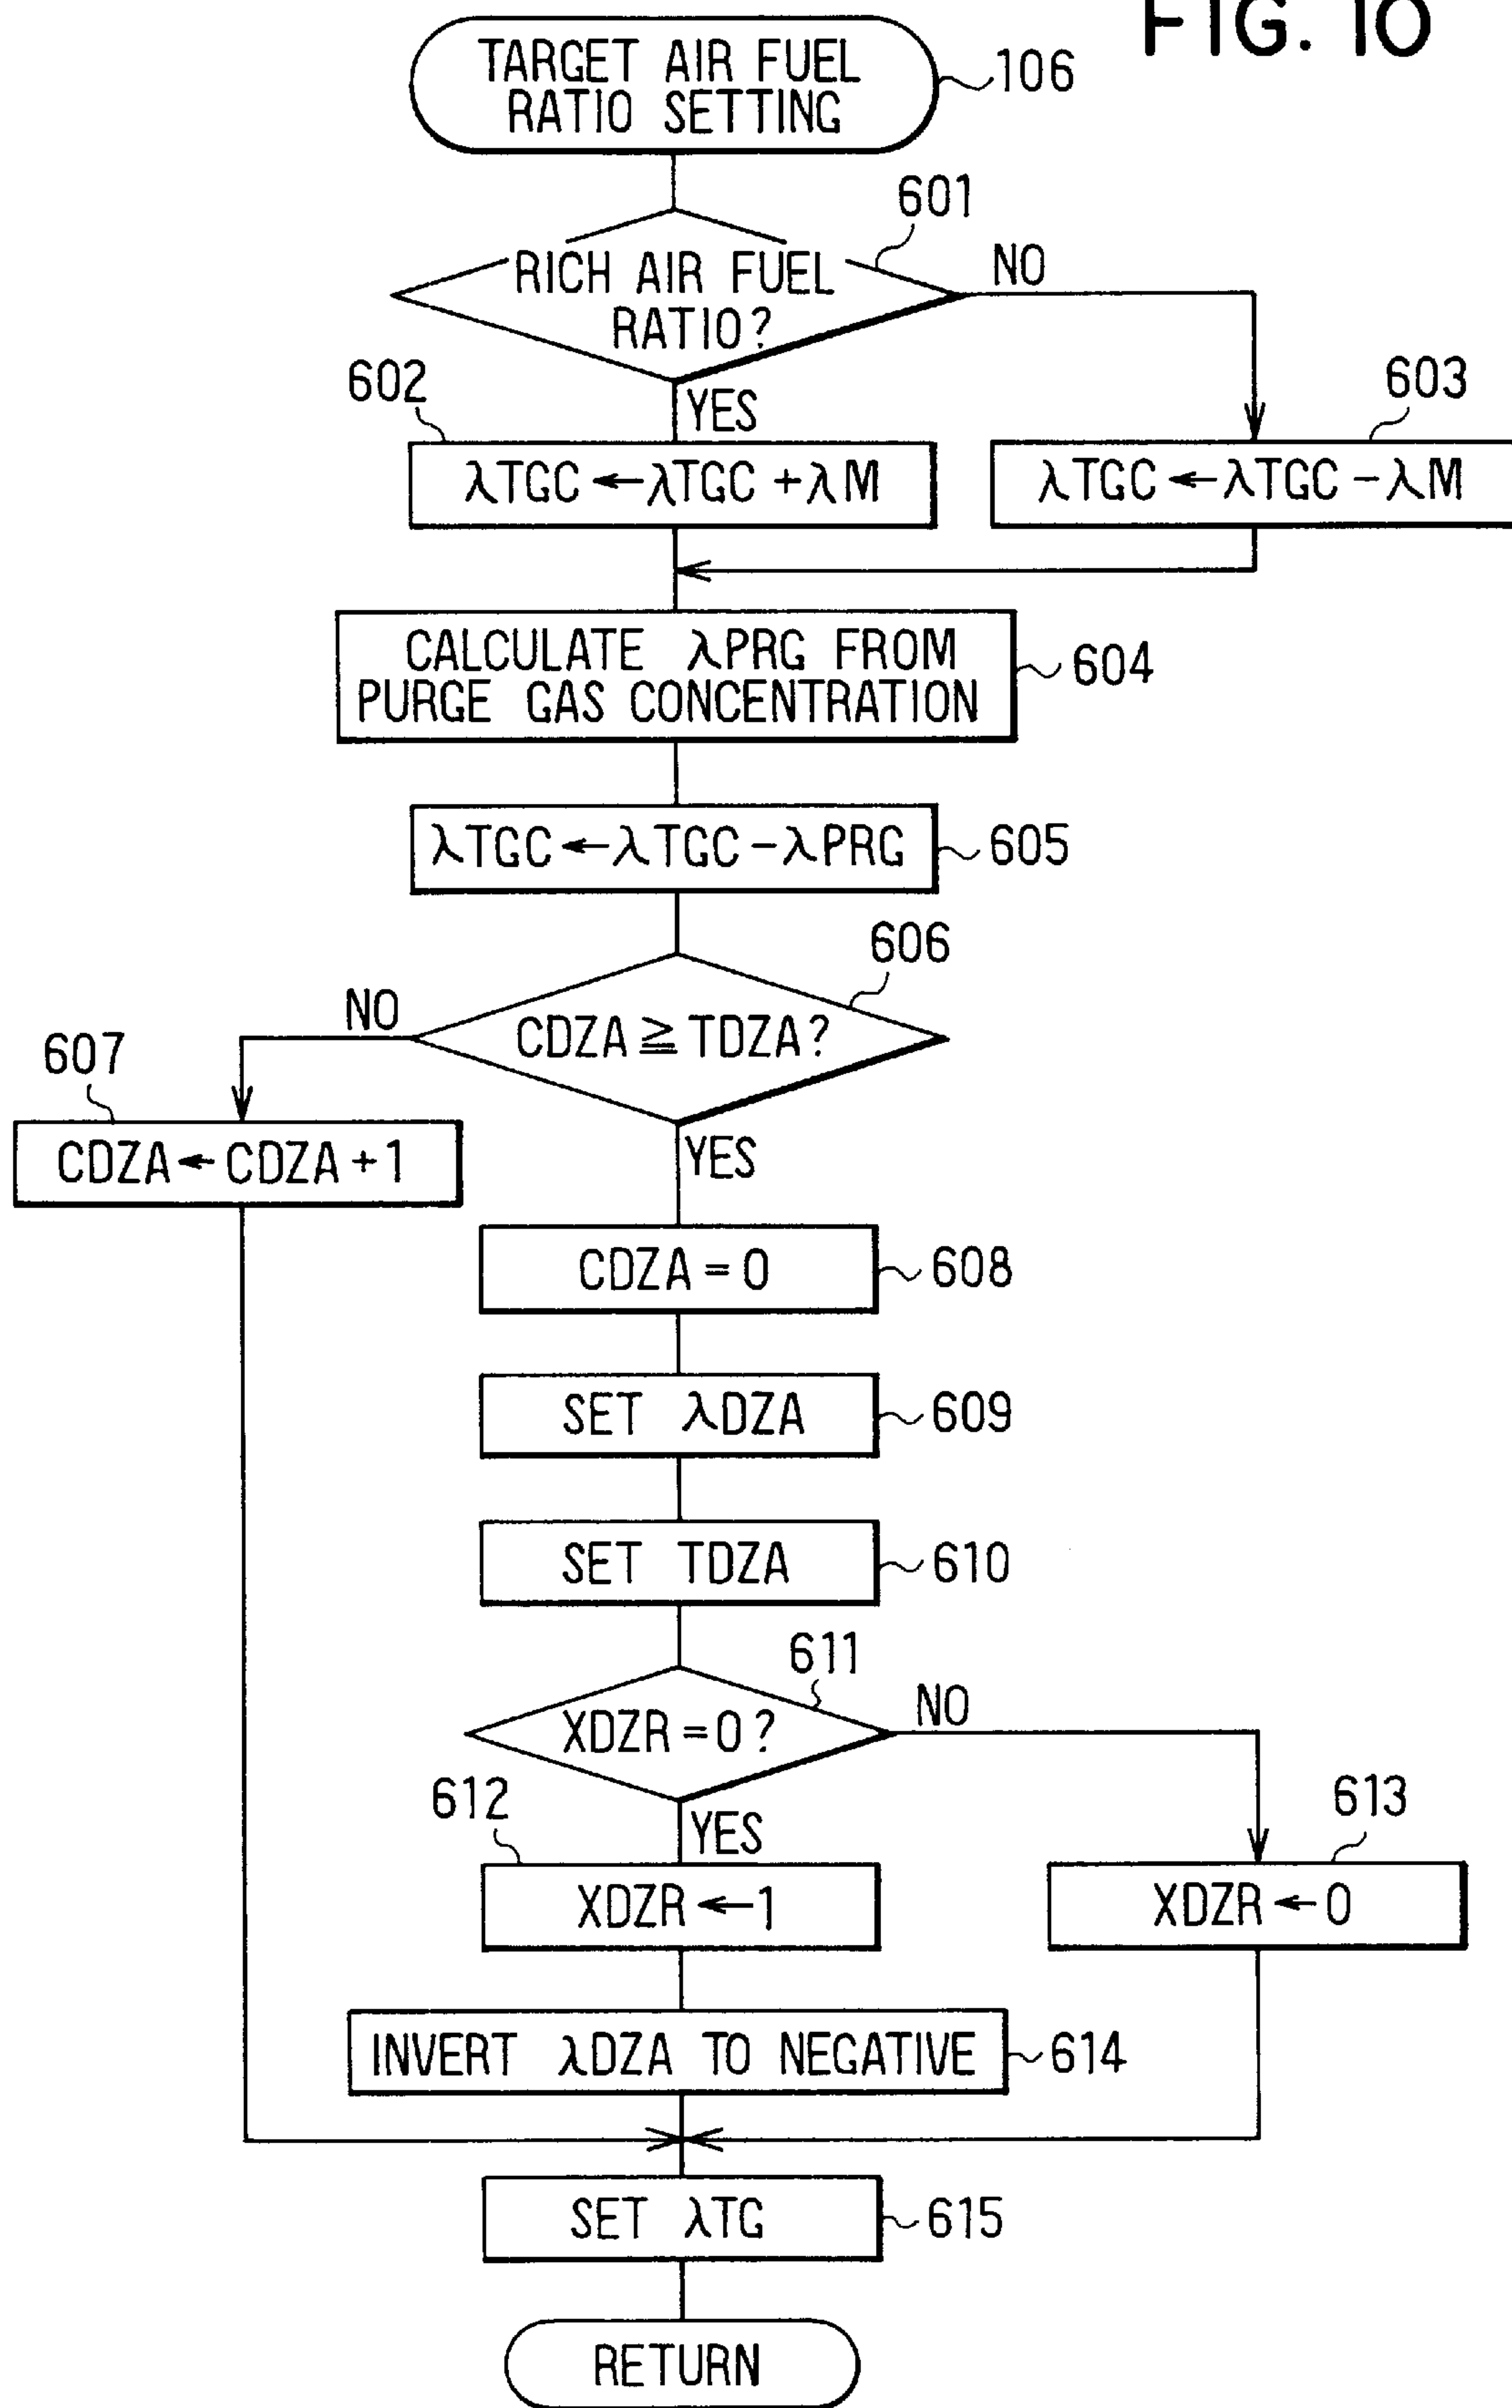 FIG. 10
TARGET AIR FUEL
RATIO SETTING
106
601
RICH AIR FUEL
RATIO?
NO
YES
602
λTGC←λTGC+λM
603
λTGC←λTGC-λM
CALCULATE λPRG FROM
PURGE GAS CONCENTRATION
604
λTGC←λTGC-λPRG
605
606
CDZA≧TDZA?
NO
YES
607
CDZA←CDZA+1
CDZA=0
608
SET λDZA
609
SET TDZA
610
611
XDZR=0?
NO
YES
612
XDZR←1
613
XDZR←0
INVERT λDZA TO NEGATIVE
614
SET λTG
615
RETURN